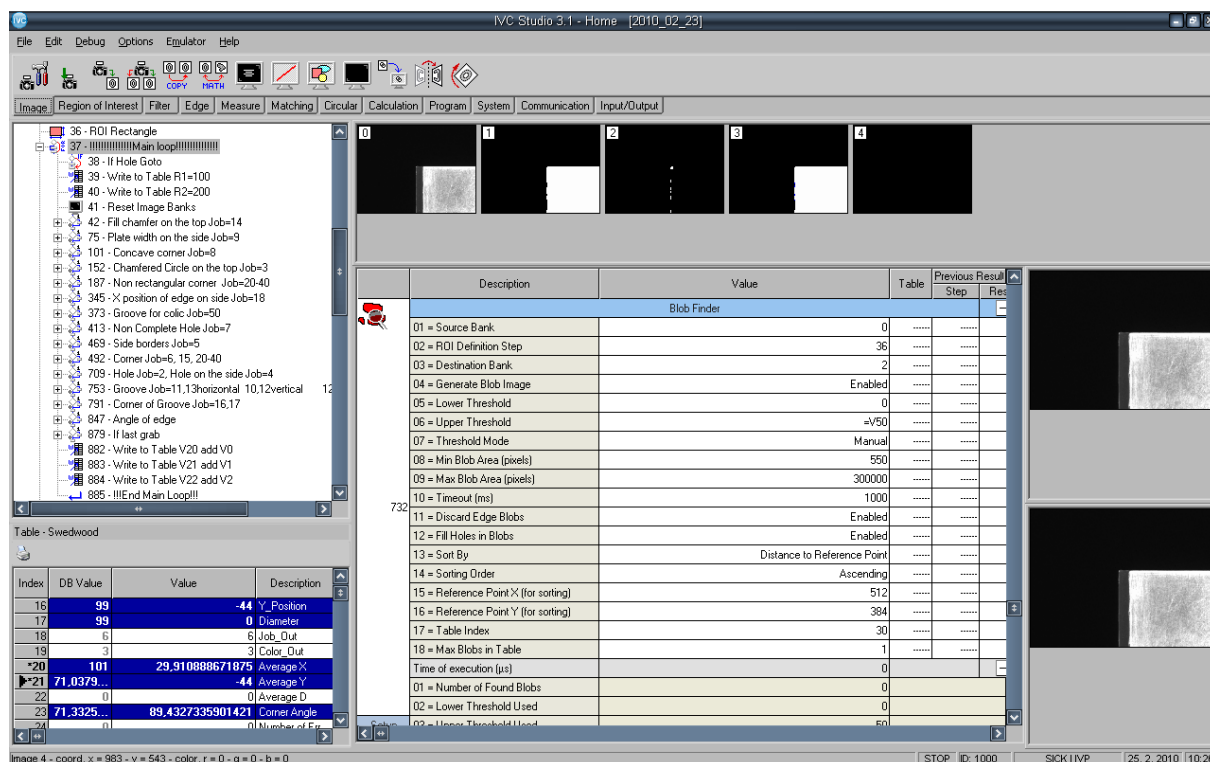 IVC IVC Studio 3.1 - Home [2010_02_23]
File Edit Debug Options Emulator Help
COPY MATH
Image Region of Interest Filter Edge Measure Matching Circular Calculation Program System Communication Input/Output
36 - ROI Rectangle
37 - !!!!!!!!!!!!!!!Main loop!!!!!!!!!!!!!!!
38 - If Hole Goto
39 - Write to Table R1=100
40 - Write to Table R2=200
41 - Reset Image Banks
42 - Fill chamfer on the top Job=14
75 - Plate width on the side Job=9
101 - Concave corner Job=8
152 - Chamfered Circle on the top Job=3
187 - Non rectangular corner Job=20-40
345 - X position of edge on side Job=18
373 - Groove for colic Job=50
413 - Non Complete Hole Job=7
469 - Side borders Job=5
492 - Corner Job=6, 15, 20-40
709 - Hole Job=2, Hole on the side Job=4
753 - Groove Job=11,13horizontal 10,12vertical 12
791 - Corner of Groove Job=16,17
847 - Angle of edge
879 - If last grab
882 - Write to Table V20 add V0
883 - Write to Table V21 add V1
884 - Write to Table V22 add V2
885 - !!!End Main Loop!!!
0 1 2 3 4
Description Value Table Previous Result
Step Res
Blob Finder
732
01 = Source Bank 0 ----- -----
02 = ROI Definition Step 36 ----- -----
03 = Destination Bank 2 ----- -----
04 = Generate Blob Image Enabled ----- -----
05 = Lower Threshold 0 ----- -----
06 = Upper Threshold =V50 ----- -----
07 = Threshold Mode Manual ----- -----
08 = Min Blob Area (pixels) 550 ----- -----
09 = Max Blob Area (pixels) 300000 ----- -----
10 = Timeout (ms) 1000 ----- -----
11 = Discard Edge Blobs Enabled ----- -----
12 = Fill Holes in Blobs Enabled ----- -----
13 = Sort By Distance to Reference Point ----- -----
14 = Sorting Order Ascending ----- -----
15 = Reference Point X (for sorting) 512 ----- -----
16 = Reference Point Y (for sorting) 384 ----- -----
17 = Table Index 30 ----- -----
18 = Max Blobs in Table 1 ----- -----
Time of execution (µs) 0
01 = Number of Found Blobs 0
02 = Lower Threshold Used 0
Setup 03 = Upper Threshold Used 50
Table - Swedwood
Index DB Value Value Description
16 99 -44 Y_Position
17 99 0 Diameter
18 6 6 Job_Out
19 3 3 Color_Out
*20 101 29,910888671875 Average X
*21 71,0379... -44 Average Y
22 0 0 Average D
23 71,3325... 89,4327335901421 Corner Angle
24 0 0 Number of Err
Image 4 - coord. x = 983 - y = 543 - color. r = 0 - g = 0 - b = 0 STOP ID: 1000 SICK IVP 25. 2. 2010